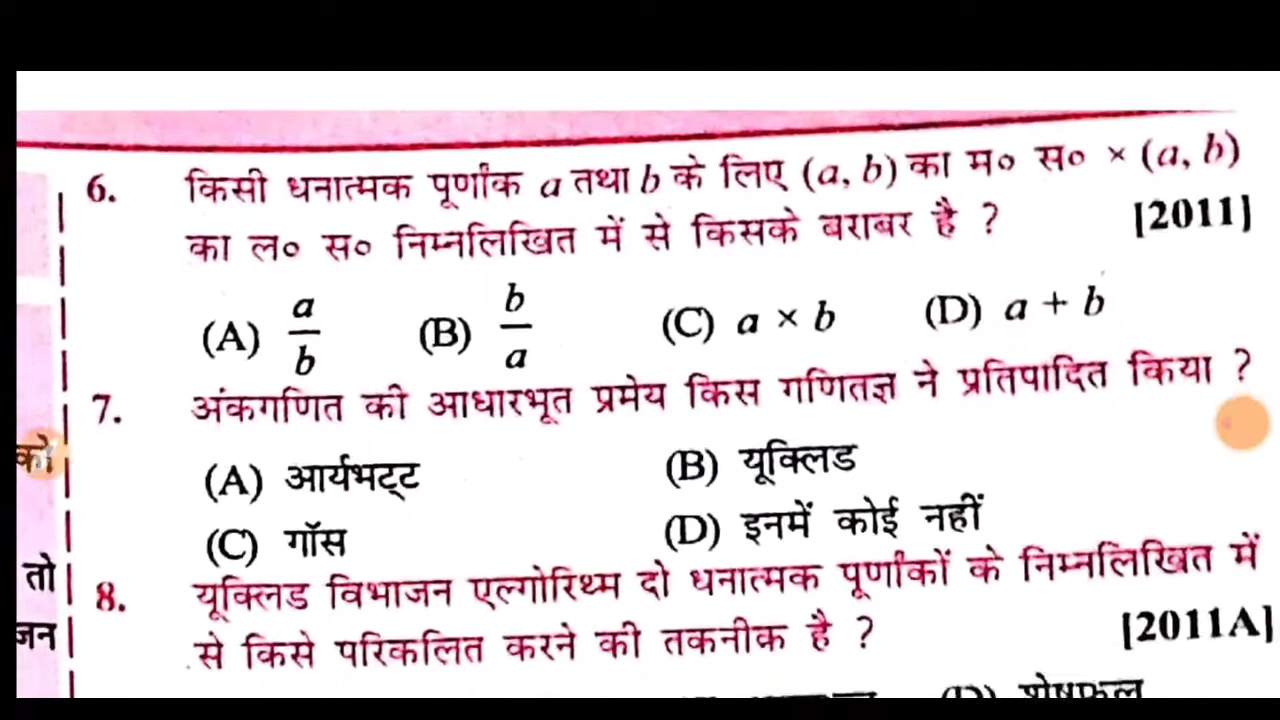 6. किसी धनात्मक पूर्णांक a तथा b के लिए (a, b) का म० स० × (a, b)
का ल० स० निम्नलिखित में से किसके बराबर है ? [2011]
(A) a/b (B) b/a (C) a × b (D) a + b
7. अंकगणित की आधारभूत प्रमेय किस गणितज्ञ ने प्रतिपादित किया ?
(A) आर्यभट्ट (B) यूक्लिड
को
(C) गॉस (D) इनमें कोई नहीं
तो
8. यूक्लिड विभाजन एल्गोरिथ्म दो धनात्मक पूर्णांकों के निम्नलिखित में
जन
से किसे परिकलित करने की तकनीक है ? [2011A]
(D) शेषफल